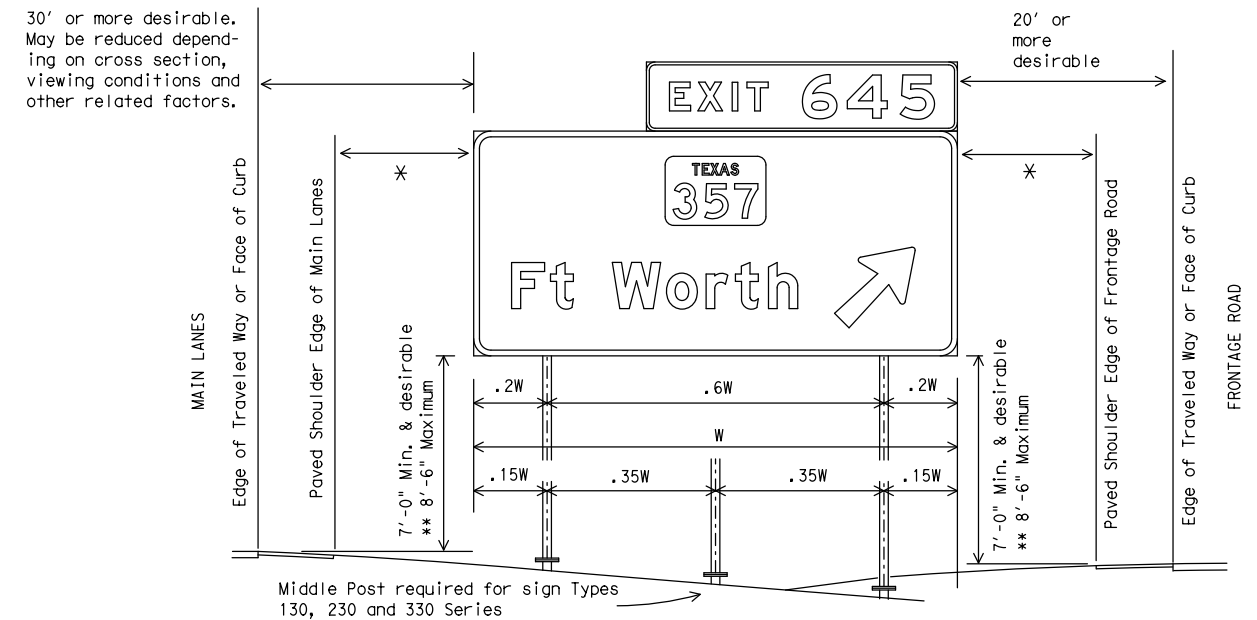 30' or more desirable.
May be reduced depend-
ing on cross section,
viewing conditions and
other related factors.
20' or
more
desirable
EXIT 645
TEXAS
357
Ft Worth
*
*
MAIN LANES
Edge of Traveled Way or Face of Curb
Paved Shoulder Edge of Main Lanes
7'-0" Min. & desirable
** 8'-6" Maximum
7'-0" Min. & desirable
** 8'-6" Maximum
Paved Shoulder Edge of Frontage Road
Edge of Traveled Way or Face of Curb
FRONTAGE ROAD
.2W .6W .2W
W
.15W .35W .35W .15W
Middle Post required for sign Types
130, 230 and 330 Series